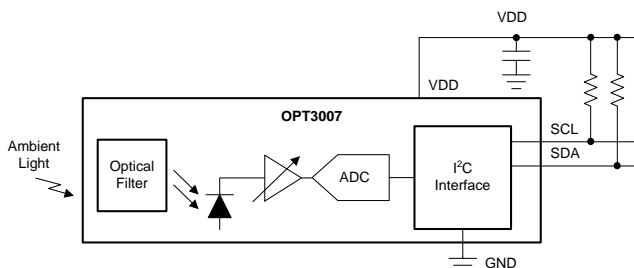 VDD
VDD
OPT3007
Ambient
Light
Optical
Filter
ADC
I²C
Interface
SCL
SDA
GND